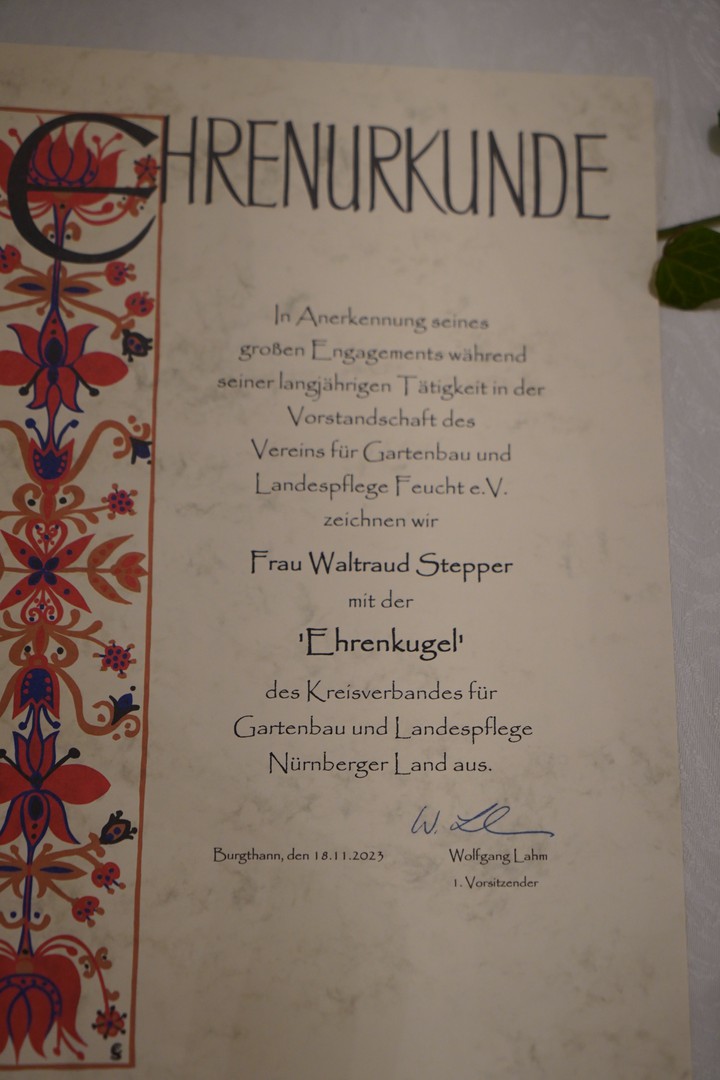 EHRENURKUNDE
In Anerkennung seines
großen Engagements während
seiner langjährigen Tätigkeit in der
Vorstandschaft des
Vereins für Gartenbau und
Landespflege Feucht e.V.
zeichnen wir
Frau Waltraud Stepper
mit der
'Ehrenkugel'
des Kreisverbandes für
Gartenbau und Landespflege
Nürnberger Land aus.
Burgthann, den 18.11.2023
Wolfgang Lahm
1. Vorsitzender